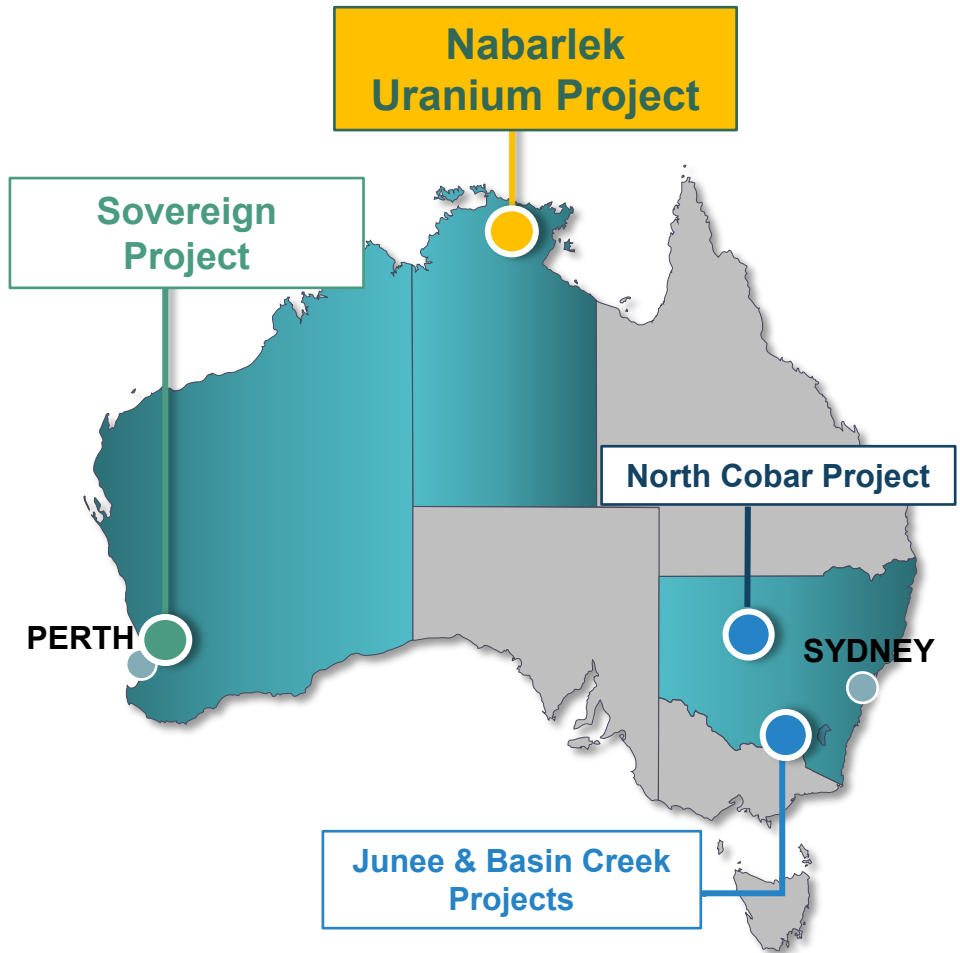 Nabarlek
Uranium Project
Sovereign
Project
North Cobar Project
PERTH
SYDNEY
Junee & Basin Creek
Projects